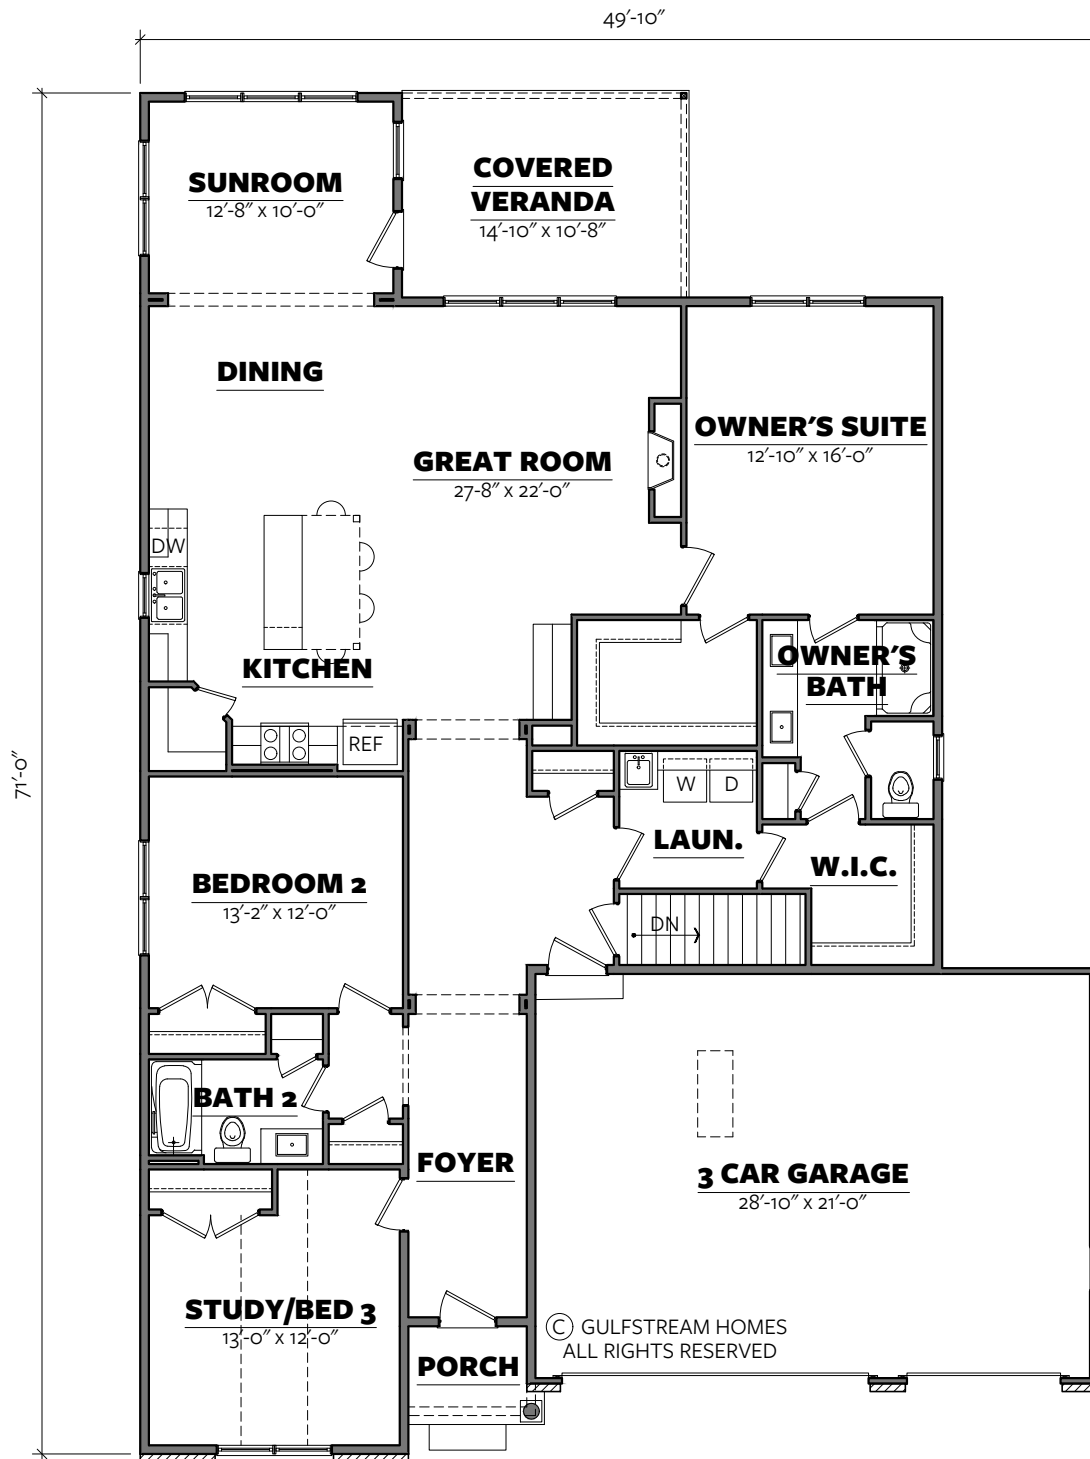 49'-10"
71'-0"
SUNROOM
12'-8" x 10'-0"
COVERED
VERANDA
14'-10" x 10'-8"
DINING
GREAT ROOM
27-8" x 22'-0"
OWNER'S SUITE
12'-10" x 16'-0"
DW
KITCHEN
REF
OWNER'S
BATH
W
D
LAUN.
W.I.C.
BEDROOM 2
13'-2" x 12'-0"
DN
BATH 2
FOYER
3 CAR GARAGE
28'-10" x 21'-0"
STUDY/BED 3
13'-0" x 12'-0"
© GULFSTREAM HOMES
ALL RIGHTS RESERVED
PORCH